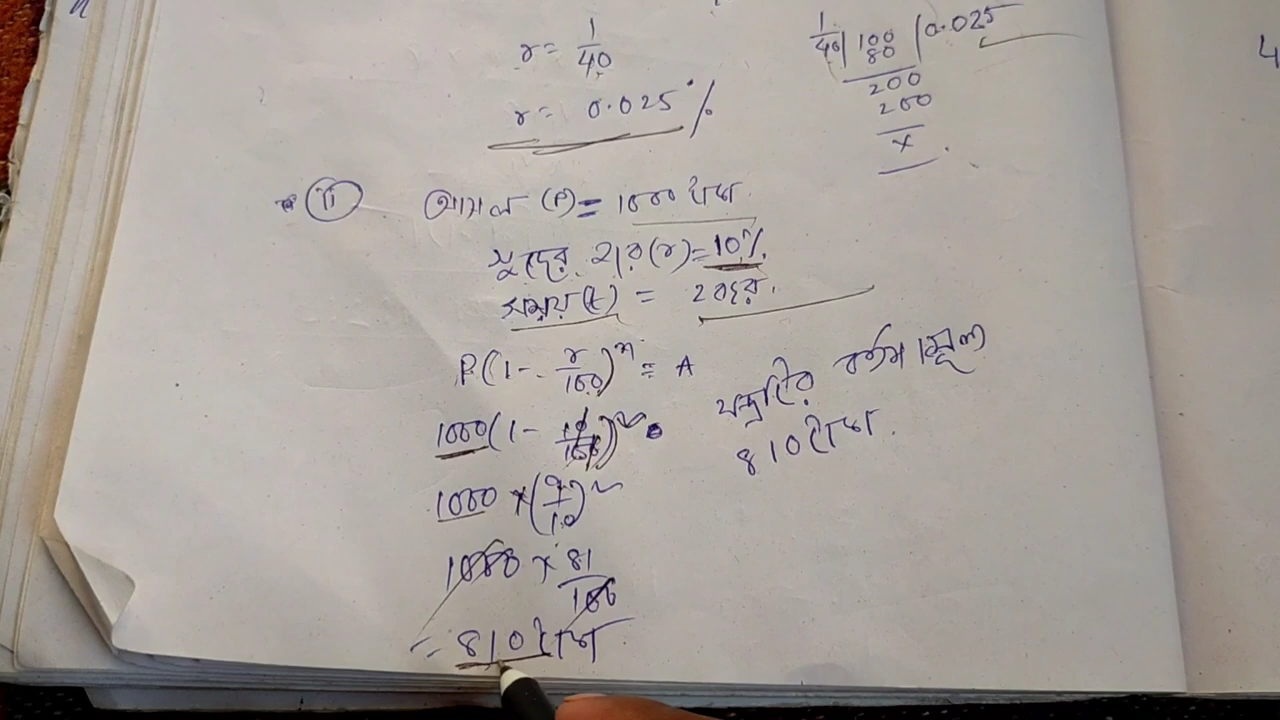 r = 1/40
r = 0.025%
1/40 | 100 | 0.025
80
200
200
x
(ii) আসল (P) = 1000 টাকা.
সুদের হার (r) = 10%.
সময় (t) = 2 বছর.
P(1 - r/100)^n = A
1000(1 - 10/100)^2
1000 × (9/10)^2
1000 × 81/100
= 810 টাকা
যন্ত্রটির বর্তমান মূল্য
810 টাকা.
4